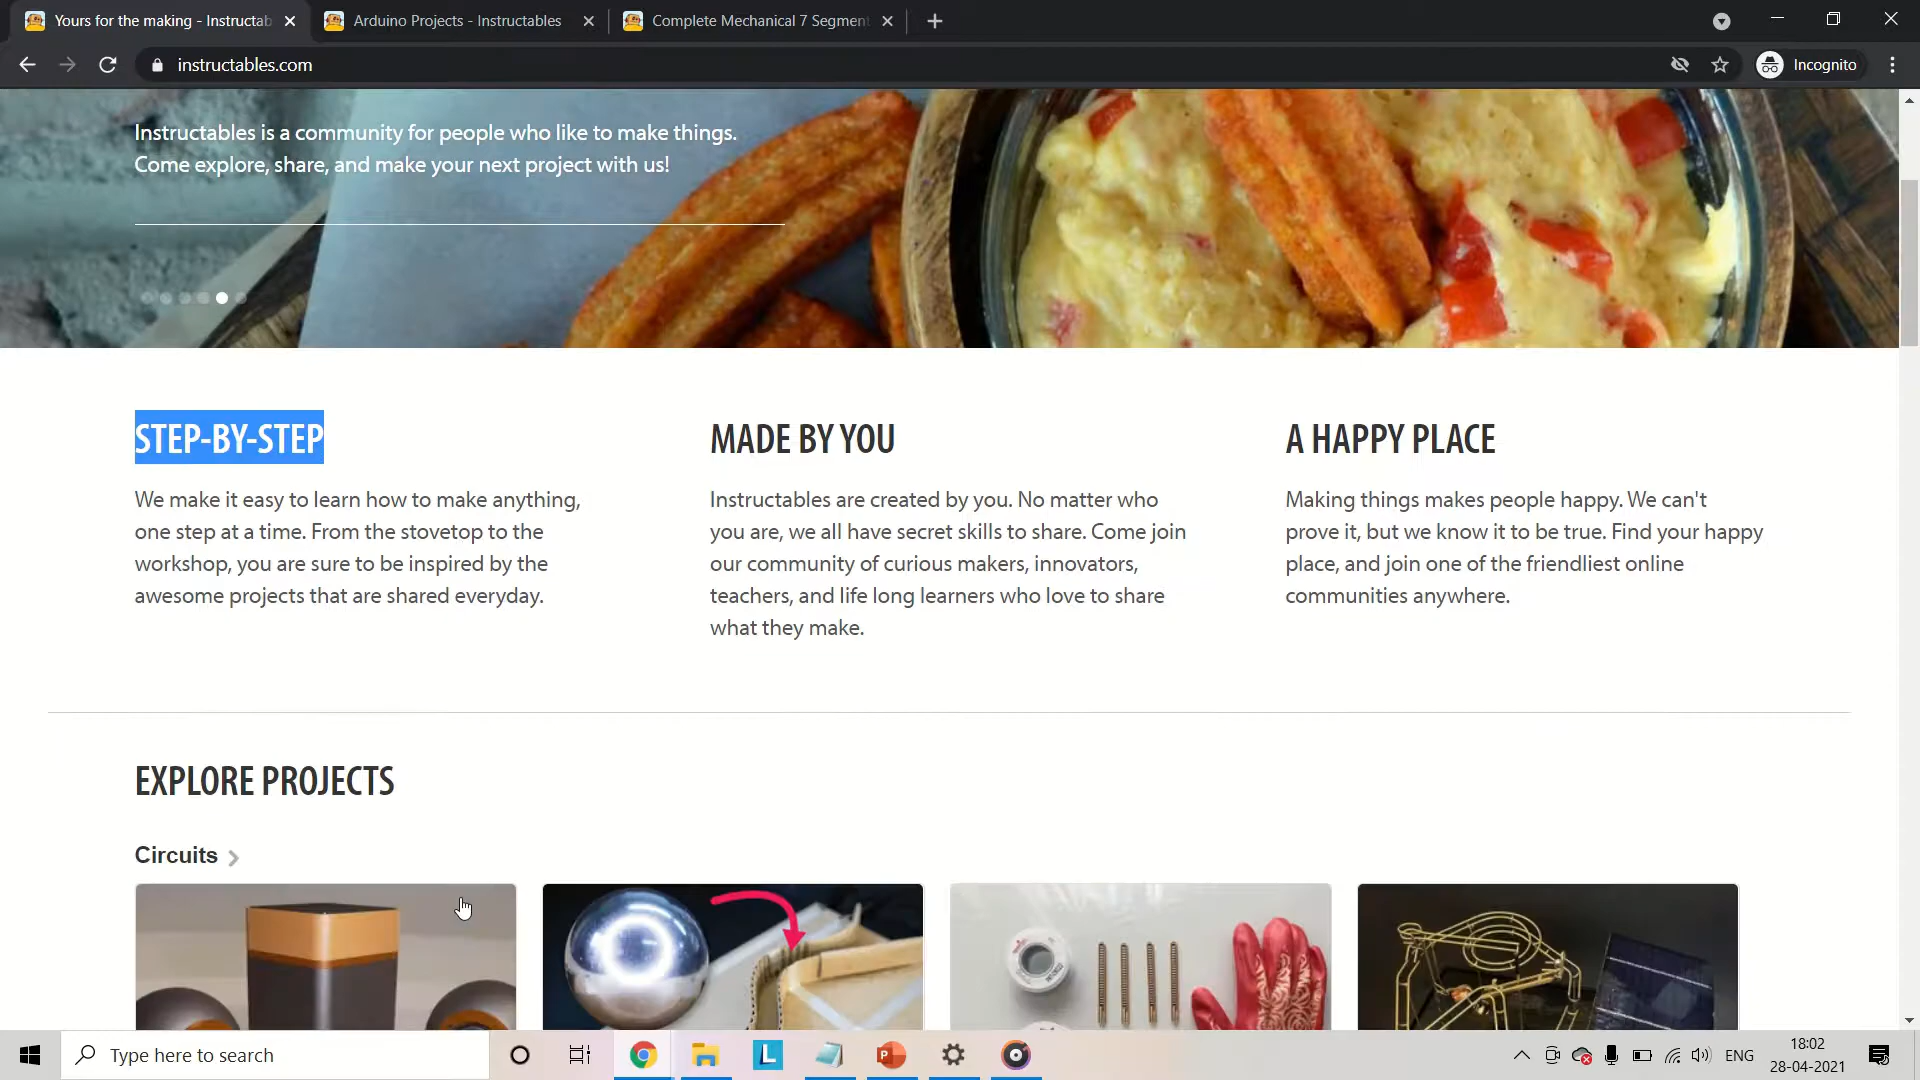 Yours for the making - Instructab
Arduino Projects - Instructables
Complete Mechanical 7 Segment
instructables.com
Incognito
Instructables is a community for people who like to make things.
Come explore, share, and make your next project with us!
STEP-BY-STEP
We make it easy to learn how to make anything,
one step at a time. From the stovetop to the
workshop, you are sure to be inspired by the
awesome projects that are shared everyday.
MADE BY YOU
Instructables are created by you. No matter who
you are, we all have secret skills to share. Come join
our community of curious makers, innovators,
teachers, and life long learners who love to share
what they make.
A HAPPY PLACE
Making things makes people happy. We can't
prove it, but we know it to be true. Find your happy
place, and join one of the friendliest online
communities anywhere.
EXPLORE PROJECTS
Circuits
Type here to search
L
P
ENG
18:02
28-04-2021